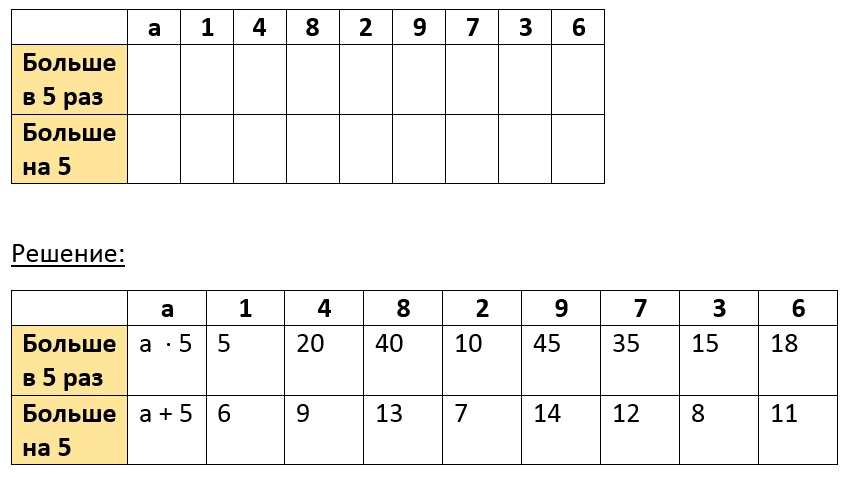 а 1 4 8 2 9 7 3 6
Больше
в 5 раз
Больше
на 5
Решение:
а 1 4 8 2 9 7 3 6
Больше а · 5 5 20 40 10 45 35 15 18
в 5 раз
Больше а + 5 6 9 13 7 14 12 8 11
на 5